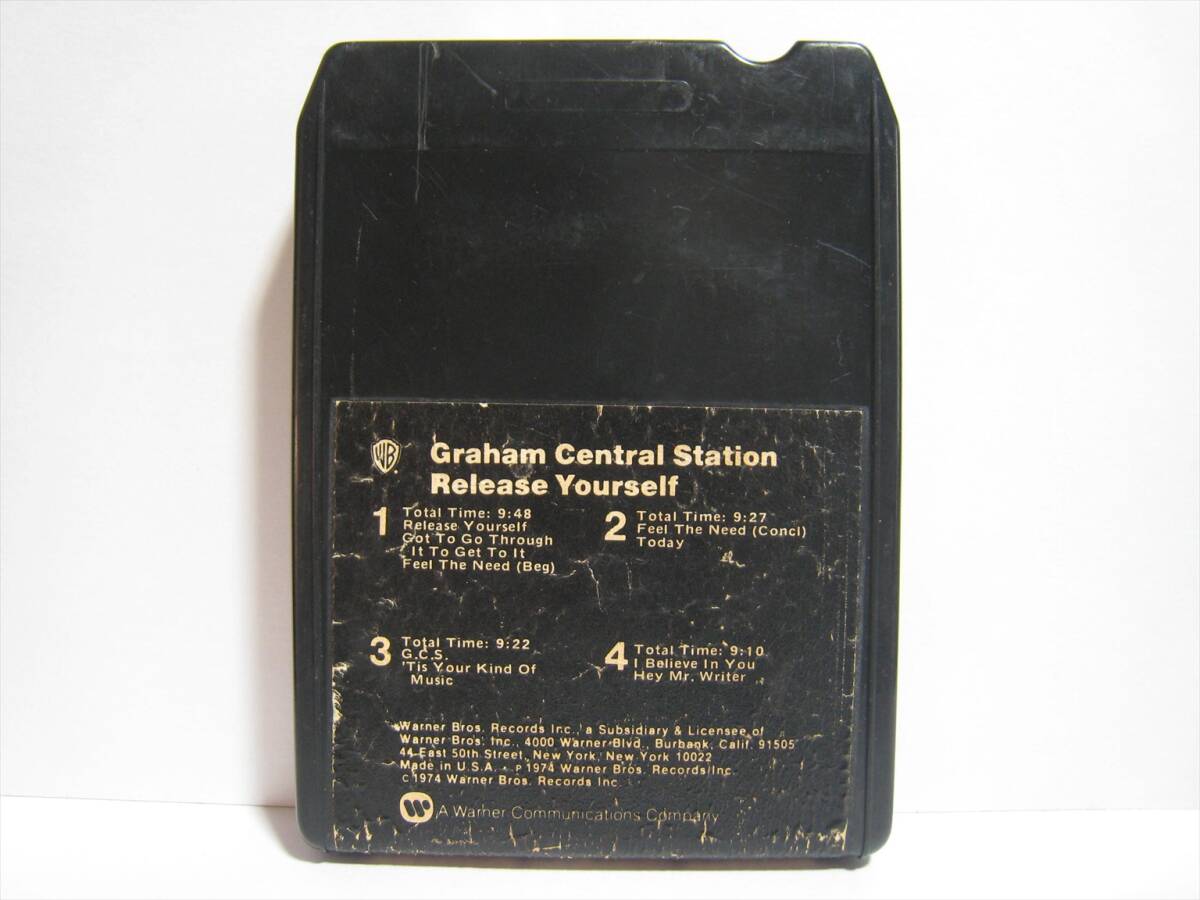 WB
Graham Central Station
Release Yourself
1 Total Time: 9:48
Release Yourself
Got To Go Through
It To Get To It
Feel The Need (Beg)
2 Total Time: 9:27
Feel The Need (Concl)
Today
3 Total Time: 9:22
G.C.S.
'Tis Your Kind Of
Music
4 Total Time: 9:10
I Believe In You
Hey Mr. Writer
Warner Bros. Records Inc., a Subsidiary & Licensee of
Warner Bros. Inc., 4000 Warner Blvd., Burbank, Calif. 91505
44 East 50th Street, New York, New York 10022
Made in U.S.A. • P 1974 Warner Bros. Records Inc.
C 1974 Warner Bros. Records Inc.
A Warner Communications Company